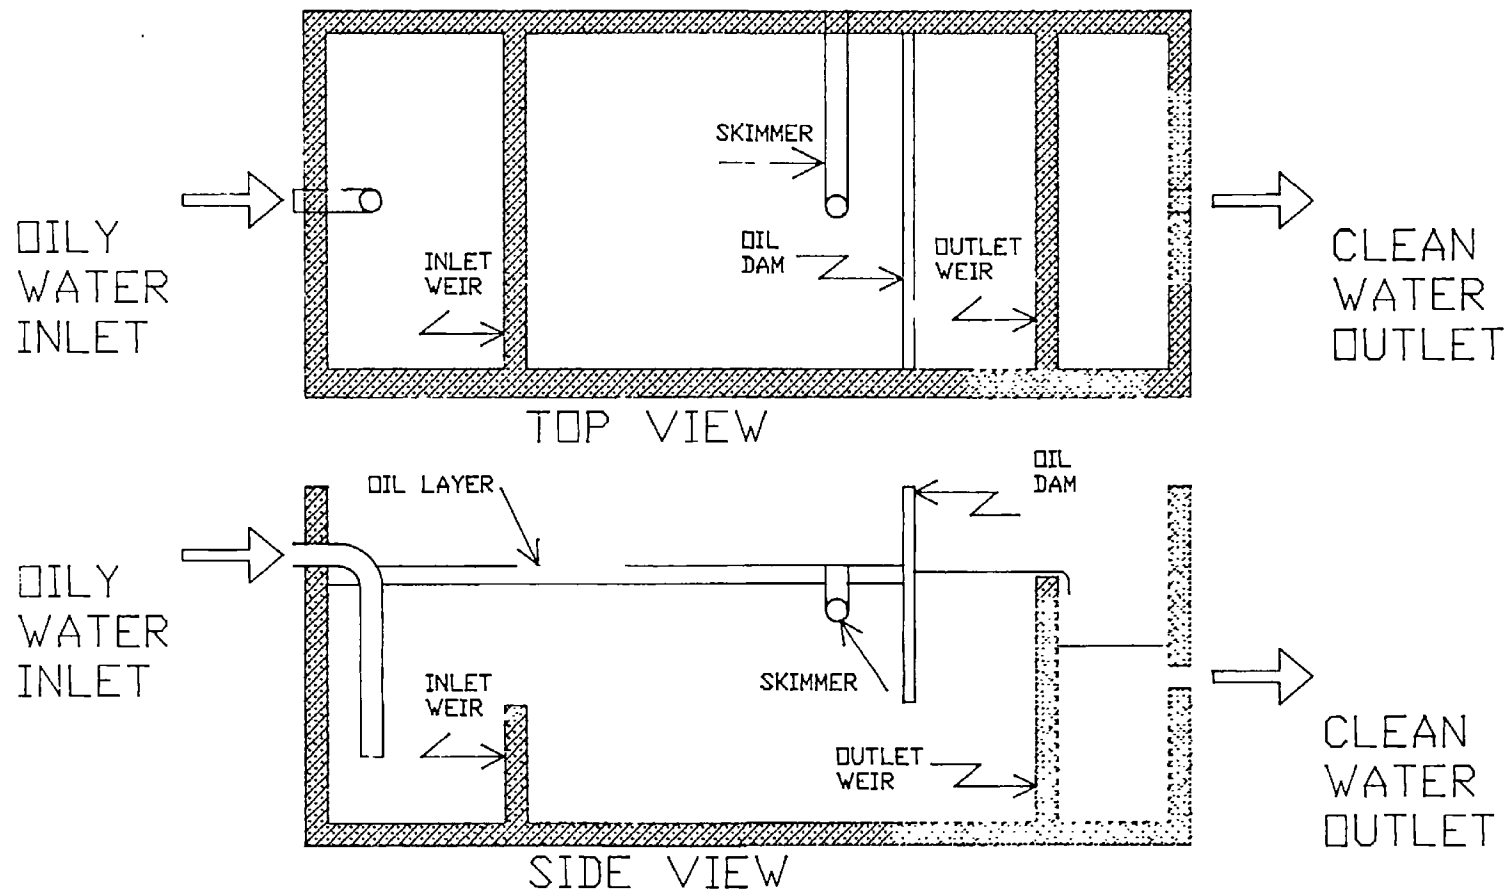 SKIMMER
OILY
WATER
INLET
INLET
WEIR
OIL
DAM
OUTLET
WEIR
CLEAN
WATER
OUTLET
TOP VIEW
OIL LAYER
OIL
DAM
OILY
WATER
INLET
INLET
WEIR
SKIMMER
OUTLET
WEIR
CLEAN
WATER
OUTLET
SIDE VIEW